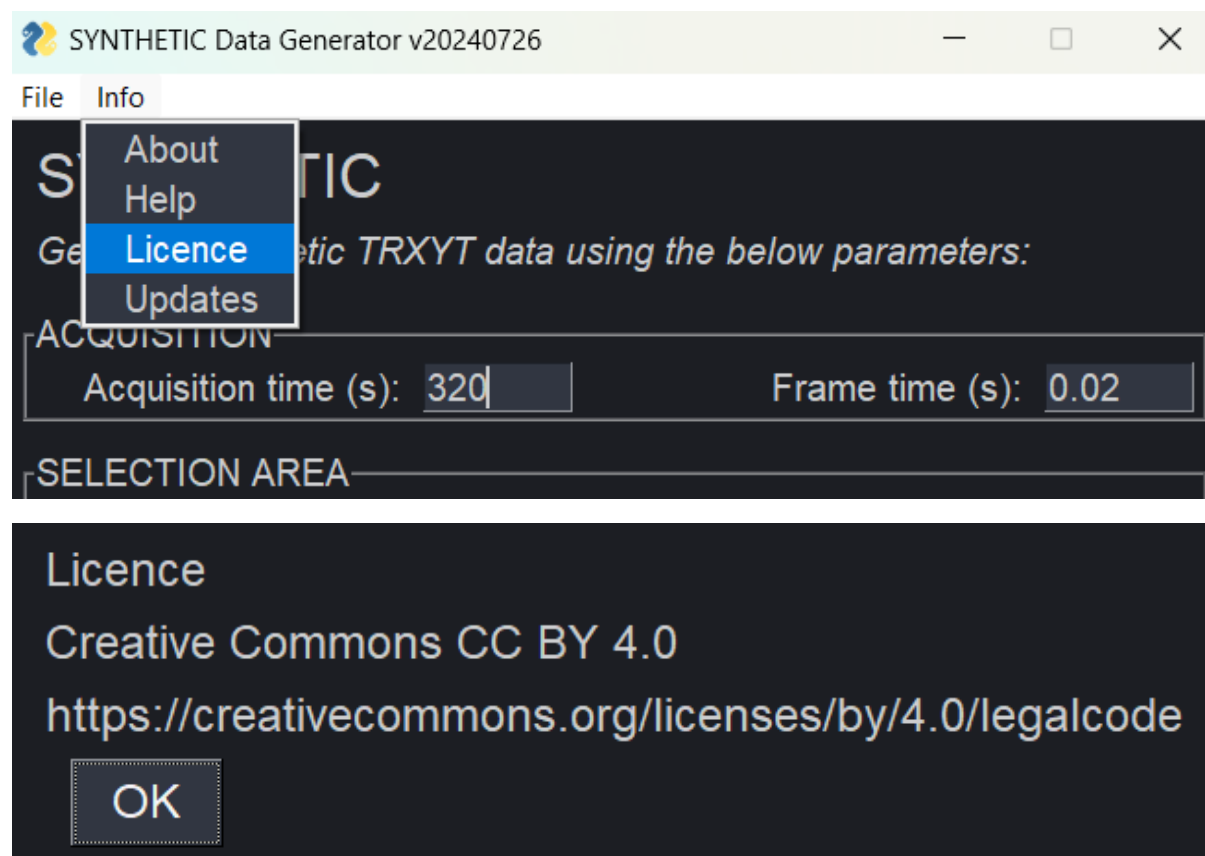 SYNTHETIC Data Generator v20240726
File Info
About
Help
Licence
Updates
S TIC
Ge etic TRXYT data using the below parameters:
ACQUISITION
Acquisition time (s): 320 Frame time (s): 0.02
SELECTION AREA
Licence
Creative Commons CC BY 4.0
https://creativecommons.org/licenses/by/4.0/legalcode
OK